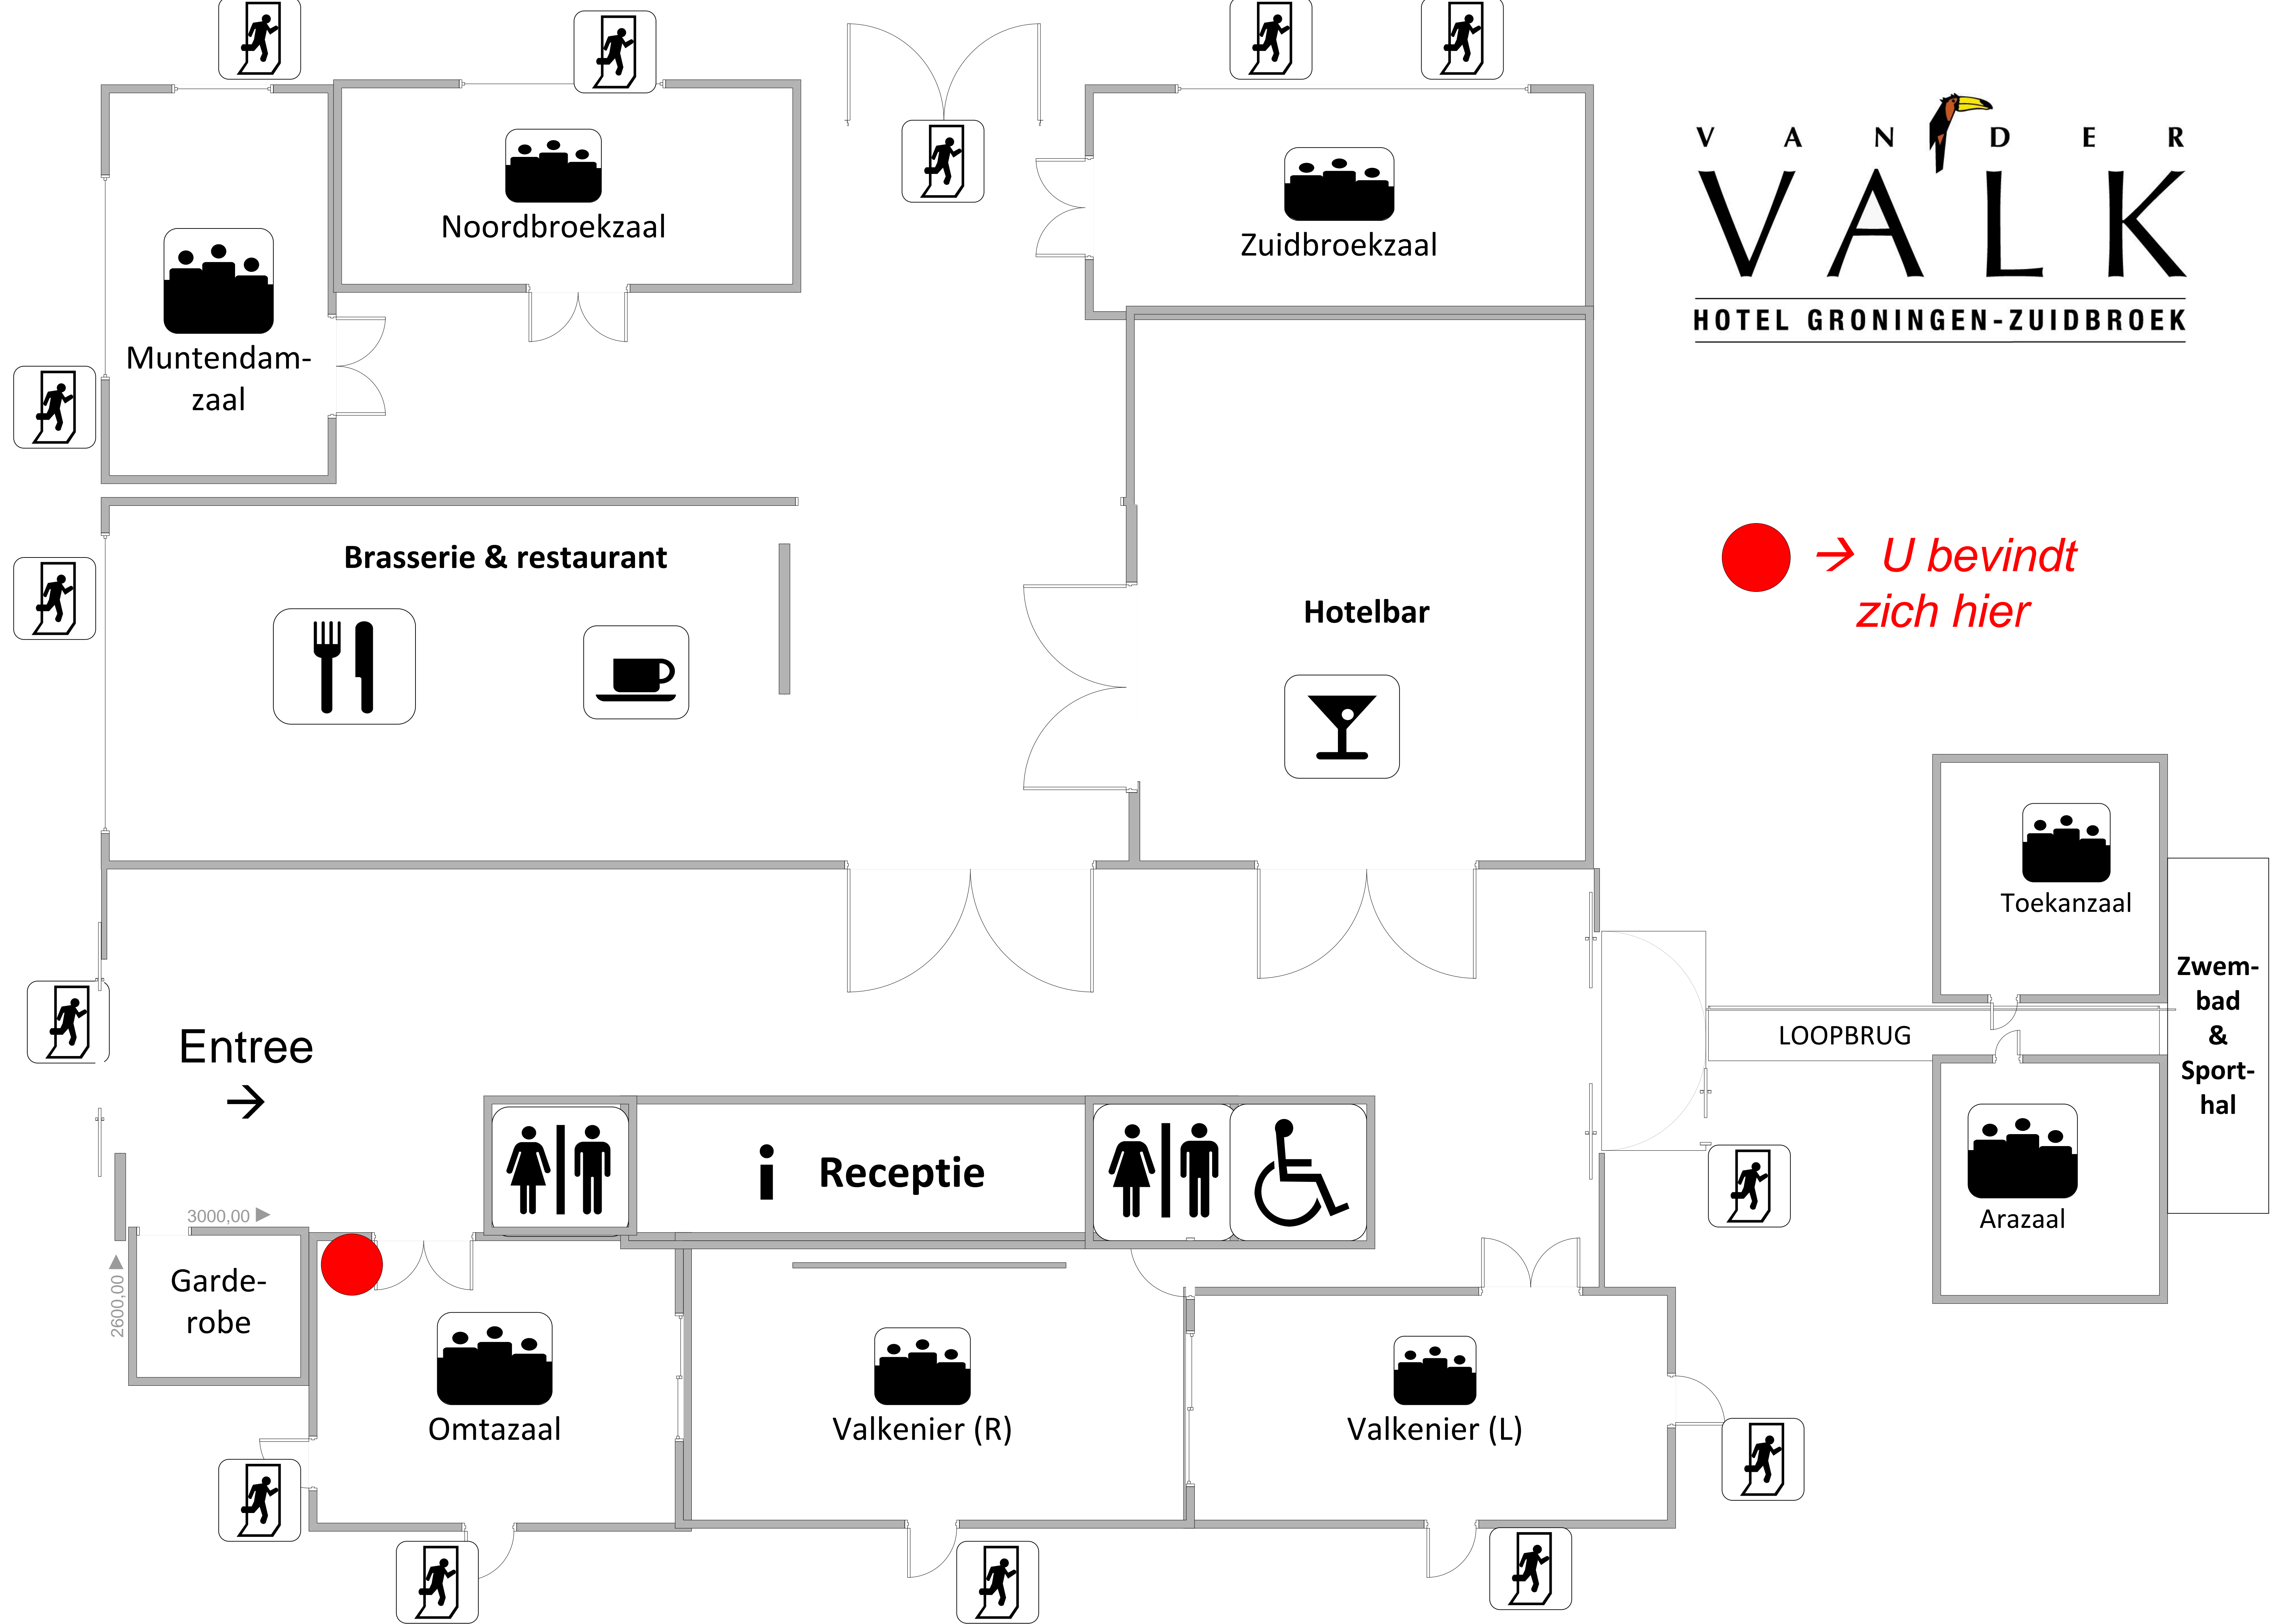 V A N D E R
VALK
HOTEL GRONINGEN-ZUIDBROEK
Noordbroekzaal
Zuidbroekzaal
Muntendam-
zaal
Brasserie & restaurant
Hotelbar
→ U bevindt
zich hier
Toekanzaal
Zwem-
bad
&
Sport-
hal
LOOPBRUG
Arazaal
Entree
→
i Receptie
3000,00
2600,00
Garde-
robe
Omtazaal
Valkenier (R)
Valkenier (L)